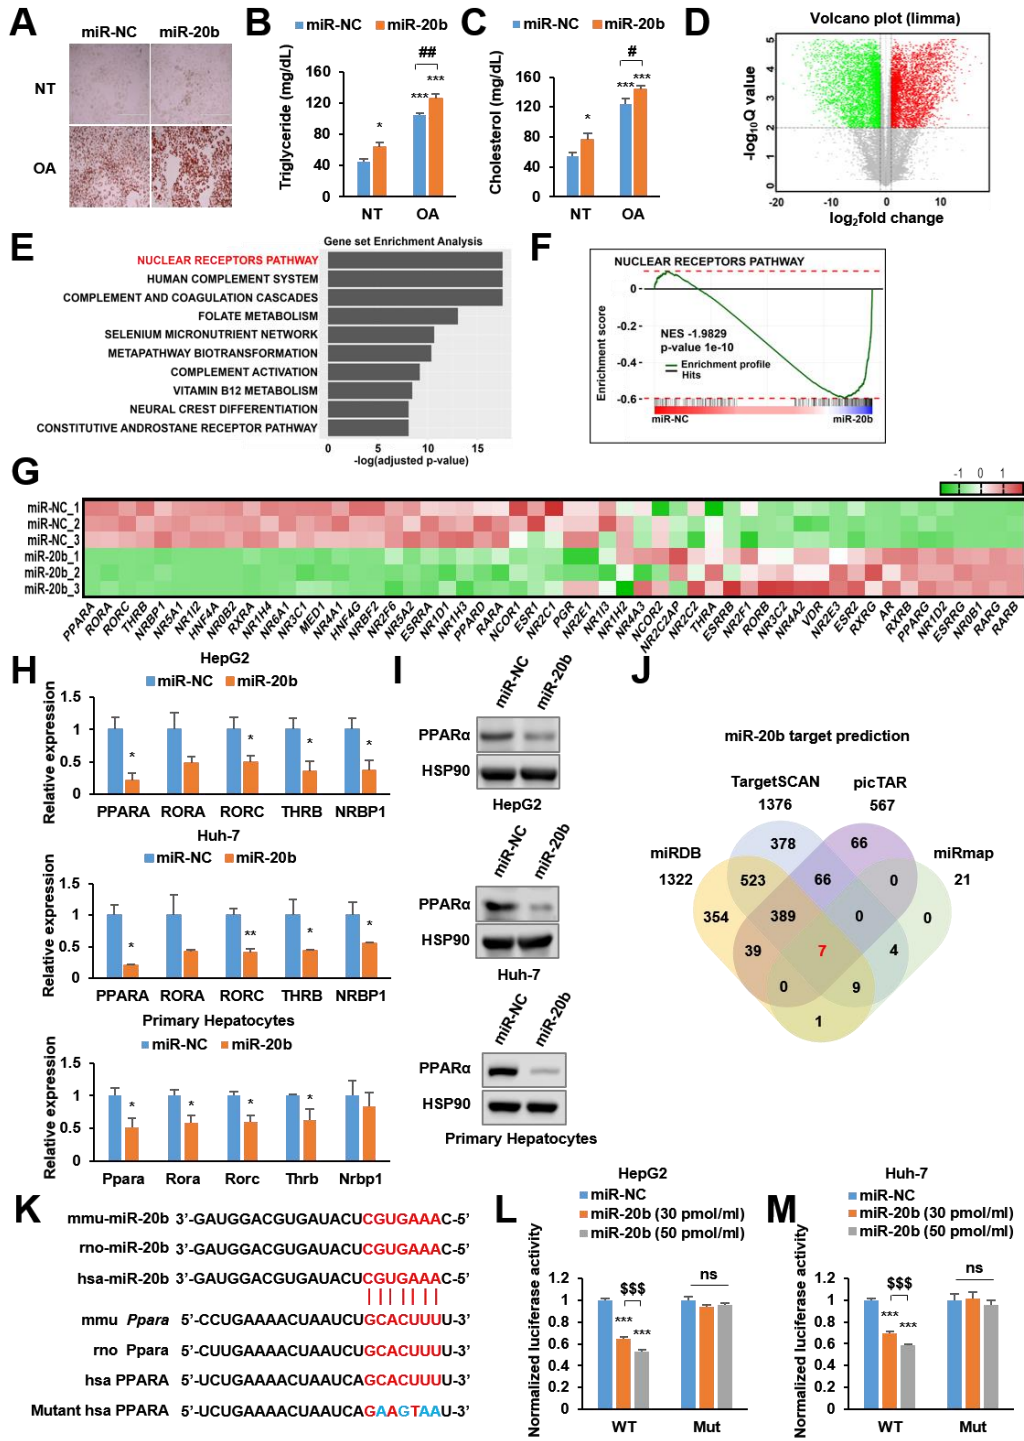 A
miR-NC miR-20b
NT
OA
B
miR-NC miR-20b
Triglyceride (mg/dL)
160
120
80
40
0
*
***
***
##
NT OA
C
miR-NC miR-20b
Cholesterol (mg/dL)
160
120
80
40
0
*
***
***
#
NT OA
D
Volcano plot (limma)
-log10Q value
5
4
3
2
1
0
-20 -10 0 10 20
log2fold change
E
Gene set Enrichment Analysis
NUCLEAR RECEPTORS PATHWAY
HUMAN COMPLEMENT SYSTEM
COMPLEMENT AND COAGULATION CASCADES
FOLATE METABOLISM
SELENIUM MICRONUTRIENT NETWORK
METAPATHWAY BIOTRANSFORMATION
COMPLEMENT ACTIVATION
VITAMIN B12 METABOLISM
NEURAL CREST DIFFERENTIATION
CONSTITUTIVE ANDROSTANE RECEPTOR PATHWAY
0 5 10 15
-log(adjusted p-value)
F
NUCLEAR RECEPTORS PATHWAY
Enrichment score
0
-0.2
-0.4
-0.6
NES -1.9829
p-value 1e-10
Enrichment profile
Hits
miR-NC miR-20b
G
-1 0 1
miR-NC_1
miR-NC_2
miR-NC_3
miR-20b_1
miR-20b_2
miR-20b_3
PPARA RORA RORC THRB NRBP1 NR5A1 NR1I2 HNF4A NR0B2 RXRA NR1H4 NR6A1 NR3C1 MED1 NR4A1 HNF4G NRBF2 NR2F6 NR5A2 ESRRA NR1D1 NR1H3 PPARD RARA NCOR1 ESR1 NR2C1 PGR NR2E1 NR1I3 NR1H2 NR4A3 NCOR2 NR2C2AP NR2C2 THRA ESRRB NR2F1 RORB NR3C2 NR4A2 VDR NR2E3 ESR2 RXRG AR RXRB PPARG NR1D2 ESRRG NR0B1 RARG RARB
H
HepG2
miR-NC miR-20b
Relative expression
1.5
1
0.5
0
* * * *
PPARA RORA RORC THRB NRBP1
Huh-7
miR-NC miR-20b
Relative expression
1.5
1
0.5
0
* ** * *
PPARA RORA RORC THRB NRBP1
Primary Hepatocytes
miR-NC miR-20b
Relative expression
1.5
1
0.5
0
* * * *
Ppara Rora Rorc Thrb Nrbp1
I
miR-NC miR-20b
PPARα
HSP90
HepG2
miR-NC miR-20b
PPARα
HSP90
Huh-7
miR-NC miR-20b
PPARα
HSP90
Primary Hepatocytes
J
miR-20b target prediction
TargetSCAN picTAR
1376 567
miRDB miRmap
1322 21
378 66
523 66 0
354 389 0 0
39 7 4
0 9
1
K
mmu-miR-20b 3’-GAUGGACGUGAUACUCGUGAAAC-5’
rno-miR-20b 3’-GAUGGACGUGAUACUCGUGAAAC-5’
hsa-miR-20b 3’-GAUGGACGUGAUACUCGUGAAAC-5’
mmu Ppara 5’-CCUGAAAACUAAUCUGCACUUUU-3’
rno Ppara 5’-CUUGAAAACUAAUCUGCACUUUU-3’
hsa PPARA 5’-UCUGAAAACUAAUCAGCACUUUU-3’
Mutant hsa PPARA 5’-UCUGAAAACUAAUCAGAAGTAAU-3’
L
HepG2
miR-NC
miR-20b (30 pmol/ml)
miR-20b (50 pmol/ml)
Normalized luciferase activity
1.2
1
0.8
0.6
0.4
0.2
0
$$$
***
***
ns
WT Mut
M
Huh-7
miR-NC
miR-20b (30 pmol/ml)
miR-20b (50 pmol/ml)
Normalized luciferase activity
1.2
1
0.8
0.6
0.4
0.2
0
$$$
***
***
ns
WT Mut